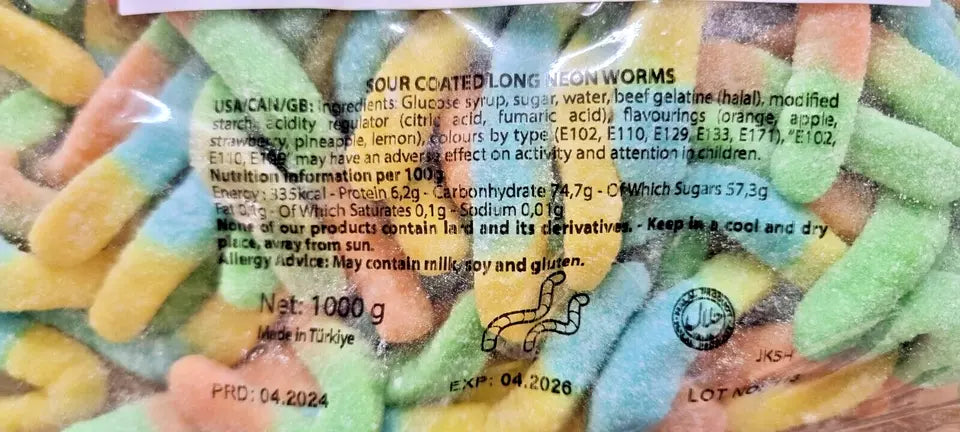 SOUR COATED LONG NEON WORMS
USA/CAN/GB: Ingredients: Glucose syrup, sugar, water, beef gelatine (halal), modified
starch, acidity regulator (citric acid, fumaric acid), flavourings (orange, apple,
strawberry, pineapple, lemon), colours by type (E102, E110, E129, E133, E171), "E102,
E110, E129" may have an adverse effect on activity and attention in children.
Nutrition Information per 100g
Energy: 335kcal - Protein 6,2g - Carbonhydrate 74,7g - Of Which Sugars 57,3g
Fat 0,1g - Of Which Saturates 0,1g - Sodium 0,01g
None of our products contain lard and its derivatives. - Keep in a cool and dry
place, away from sun.
Allergy Advice: May contain milk, soy and gluten.
Net: 1000 g
Made in Türkiye
حلال
JKSH
PRD: 04.2024
EXP: 04.2026
LOT NO